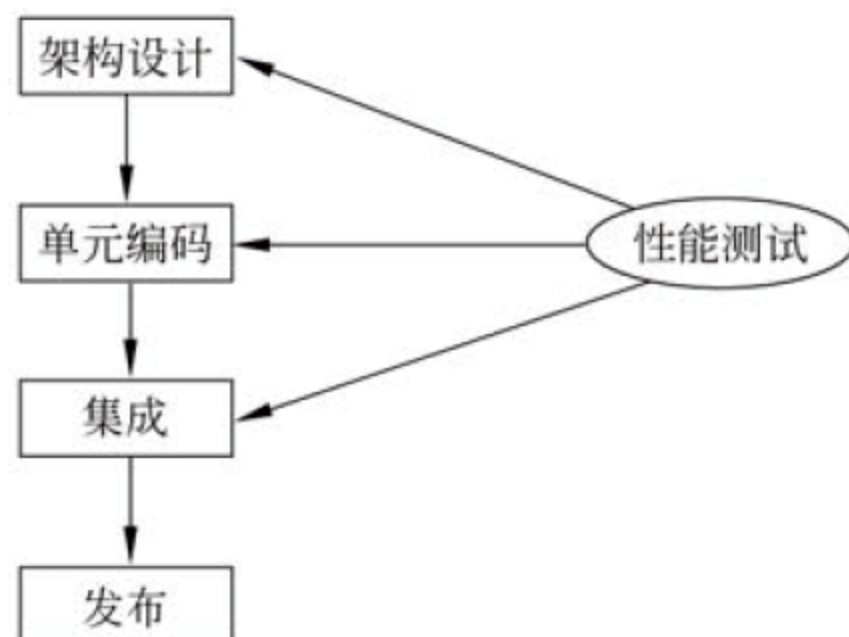 架构设计
单元编码
性能测试
集成
发布